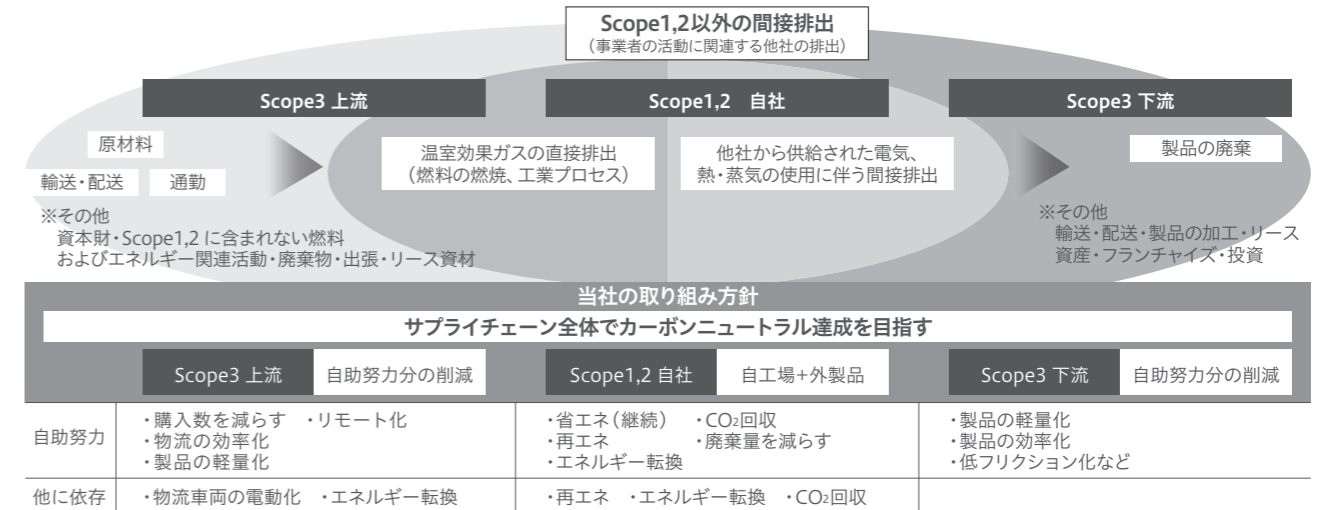 Scope1,2以外の間接排出
（事業者の活動に関連する他社の排出）
Scope3 上流
Scope1,2 自社
Scope3 下流
原材料
輸送・配送 通勤
※その他
資本財・Scope1,2 に含まれない燃料
およびエネルギー関連活動・廃棄物・出張・リース資材
温室効果ガスの直接排出
（燃料の燃焼、工業プロセス）
他社から供給された電気、
熱・蒸気の使用に伴う間接排出
製品の廃棄
※その他
輸送・配送・製品の加工・リース
資産・フランチャイズ・投資
当社の取り組み方針
サプライチェーン全体でカーボンニュートラル達成を目指す
Scope3 上流 自助努力分の削減
Scope1,2 自社 自工場+外製品
Scope3 下流 自助努力分の削減
自助努力
・購入数を減らす ・リモート化
・物流の効率化
・製品の軽量化
・省エネ（継続） ・CO2回収
・再エネ ・廃棄量を減らす
・エネルギー転換
・製品の軽量化
・製品の効率化
・低フリクション化など
他に依存
・物流車両の電動化 ・エネルギー転換
・再エネ ・エネルギー転換 ・CO2回収